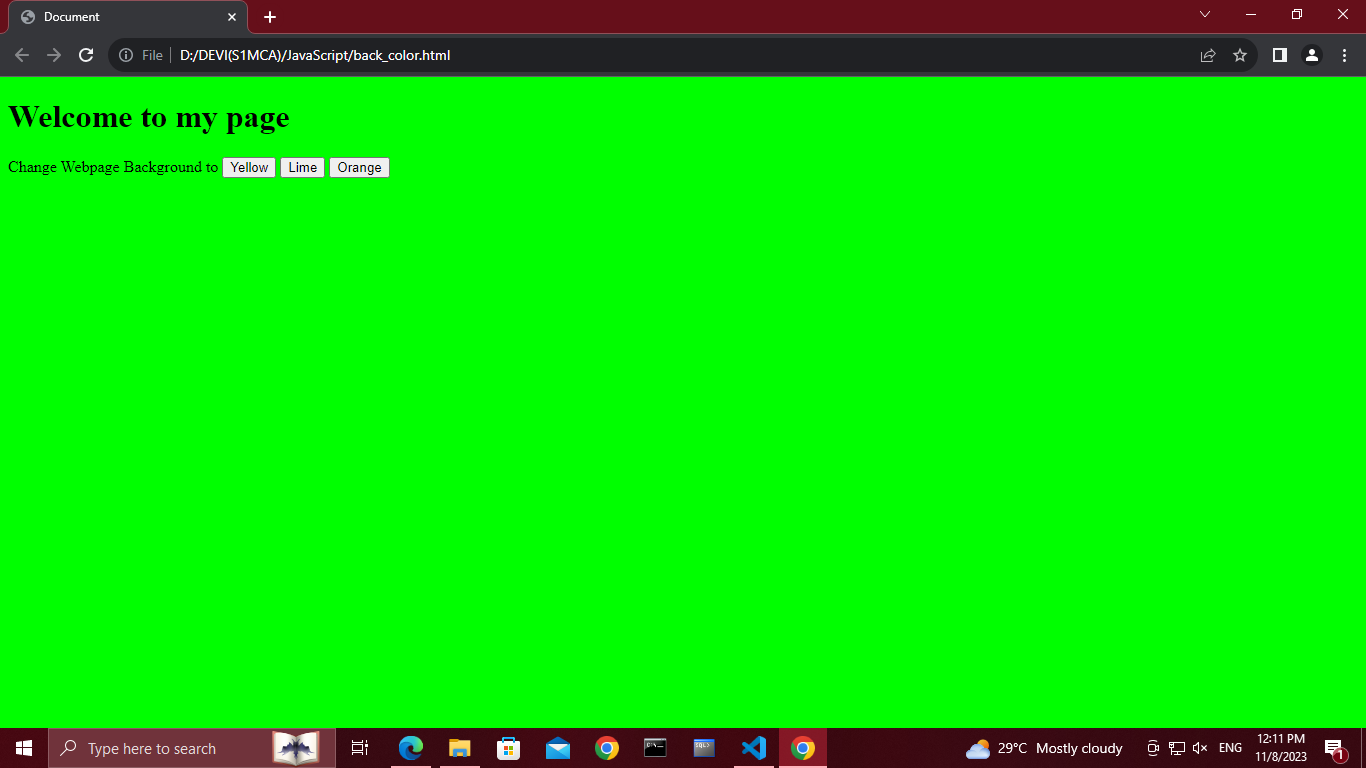 Document
File D:/DEVI(S1MCA)/JavaScript/back_color.html
Welcome to my page
Change Webpage Background to Yellow Lime Orange
Type here to search
29°C Mostly cloudy
ENG
12:11 PM
11/8/2023
1